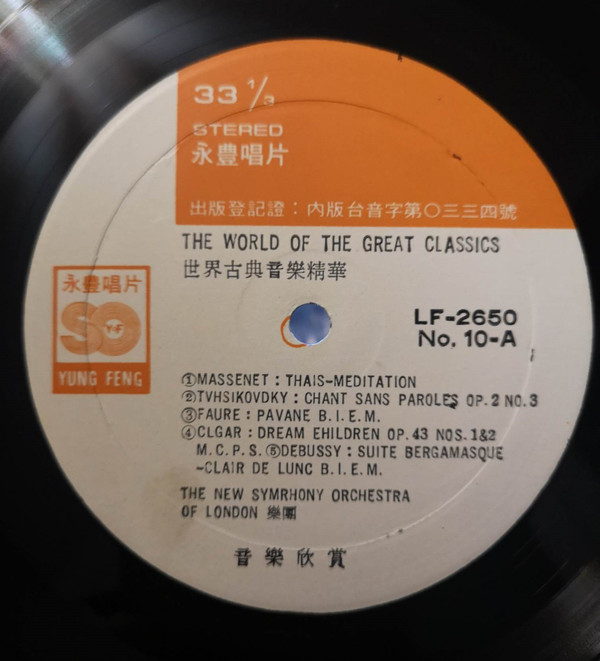 33 1/3
STEREO
永豐唱片
出版登記證：內版台音字第〇三三四號
THE WORLD OF THE GREAT CLASSICS
世界古典音樂精華
永豐唱片
SO
Y·F
YUNG FENG
LF-2650
No. 10-A
①MASSENET : THAIS-MEDITATION
②TVHSIKOVDKY : CHANT SANS PAROLES OP. 2 NO. 3
③FAURE : PAVANE B.I.E.M.
④CLGAR : DREAM EHILDREN OP. 43 NOS. 1&2
M.C.P.S. ⑤DEBUSSY : SUITE BERGAMASQUE
-CLAIR DE LUNC B.I.E.M.
THE NEW SYMRHONY ORCHESTRA
OF LONDON 樂團
音樂欣賞